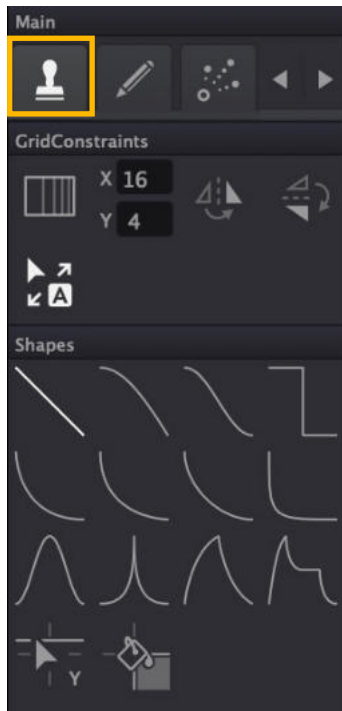 Main
GridConstraints
X 16
Y 4
A
Shapes
Y